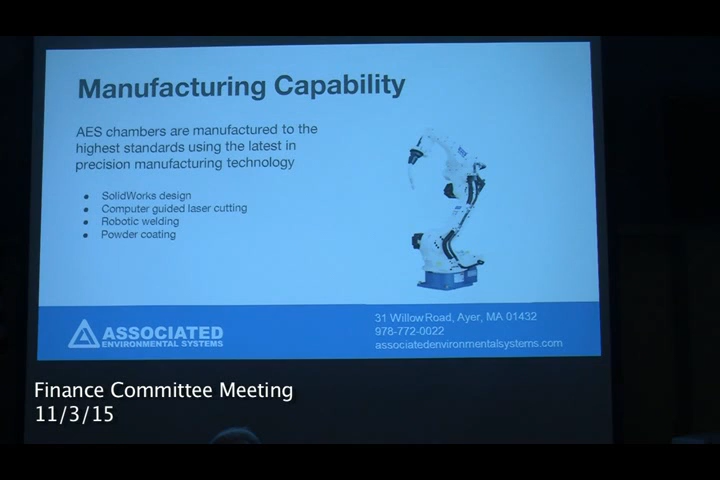 Manufacturing Capability
AES chambers are manufactured to the
highest standards using the latest in
precision manufacturing technology
● SolidWorks design
● Computer guided laser cutting
● Robotic welding
● Powder coating
ASSOCIATED
ENVIRONMENTAL SYSTEMS
31 Willow Road, Ayer, MA 01432
978-772-0022
associatedenvironmentalsystems.com
Finance Committee Meeting
11/3/15